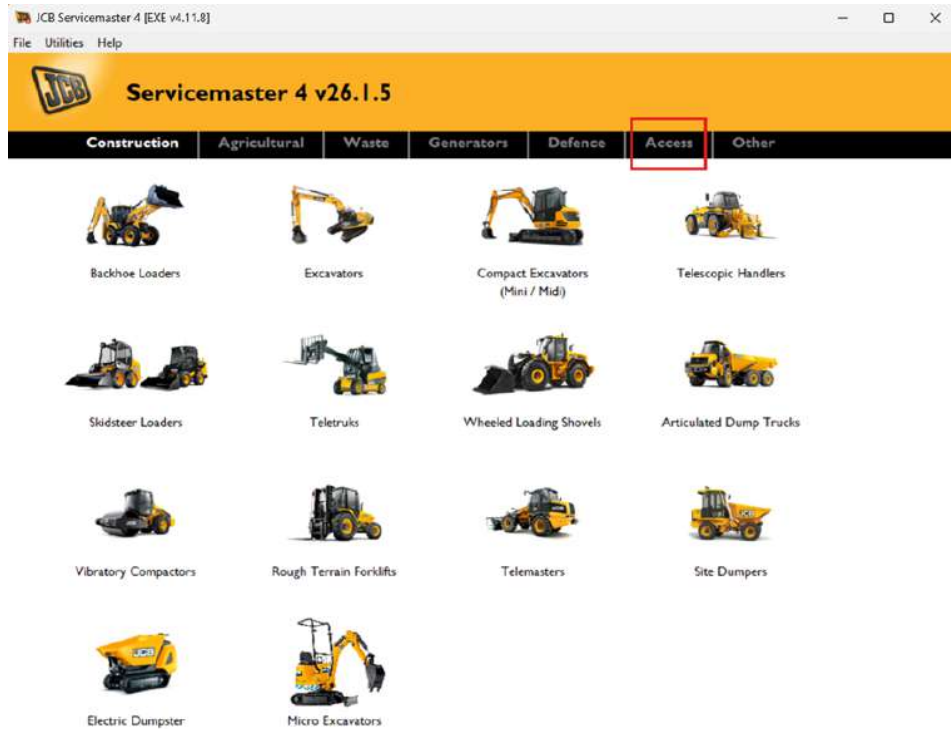 JCB Servicemaster 4 [EXE v4.11.8]
File Utilities Help
JCB Servicemaster 4 v26.1.5
Construction Agricultural Waste Generators Defence Access Other
Backhoe Loaders Excavators Compact Excavators (Mini / Midi) Telescopic Handlers
Skidsteer Loaders Teletruks Wheeled Loading Shovels Articulated Dump Trucks
Vibratory Compactors Rough Terrain Forklifts Telemasters Site Dumpers
JCB
Electric Dumpster Micro Excavators